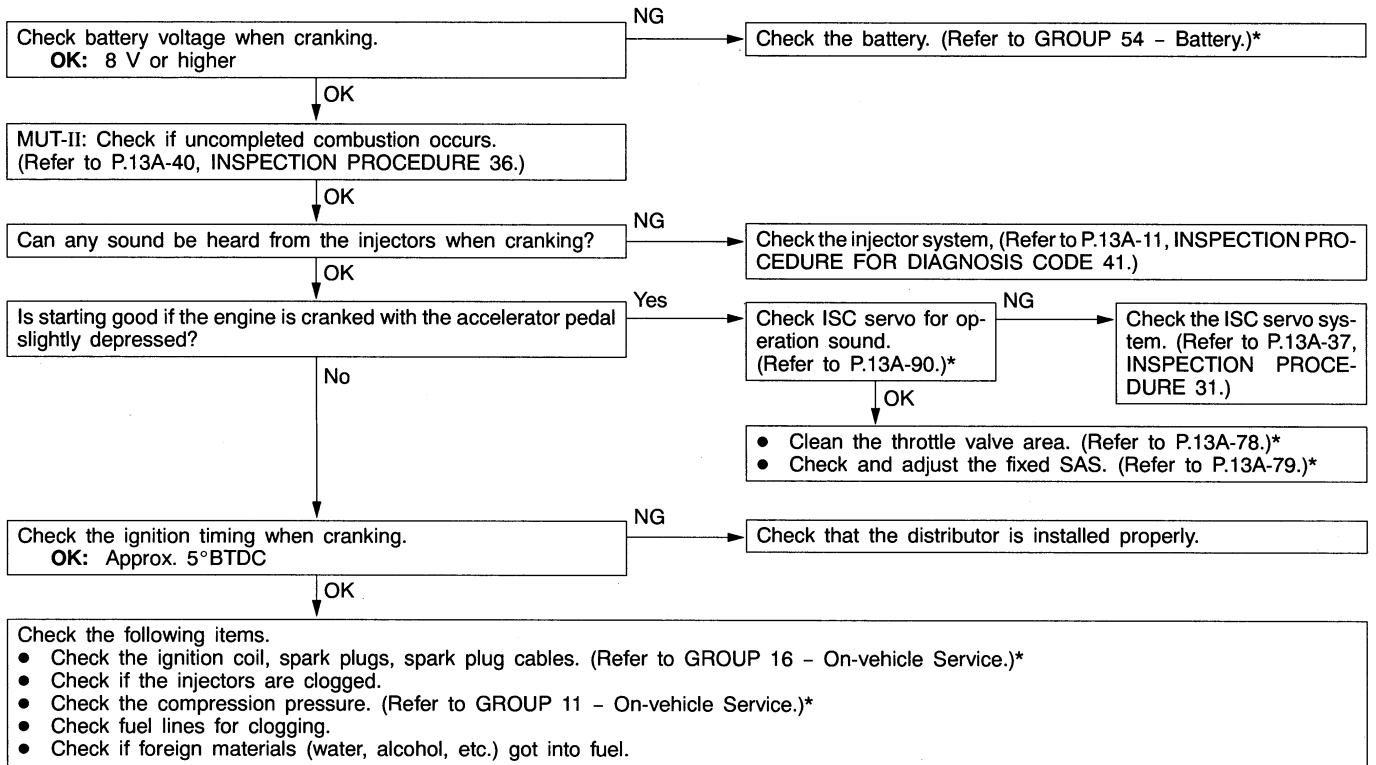 Check battery voltage when cranking.
OK: 8 V or higher
NG
Check the battery. (Refer to GROUP 54 – Battery.)*
OK
MUT-II: Check if uncompleted combustion occurs.
(Refer to P.13A-40, INSPECTION PROCEDURE 36.)
OK
Can any sound be heard from the injectors when cranking?
NG
Check the injector system, (Refer to P.13A-11, INSPECTION PRO-
CEDURE FOR DIAGNOSIS CODE 41.)
OK
Is starting good if the engine is cranked with the accelerator pedal
slightly depressed?
Yes
Check ISC servo for op-
eration sound.
(Refer to P.13A-90.)*
NG
Check the ISC servo sys-
tem. (Refer to P.13A-37,
INSPECTION PROCE-
DURE 31.)
OK
● Clean the throttle valve area. (Refer to P.13A-78.)*
● Check and adjust the fixed SAS. (Refer to P.13A-79.)*
No
Check the ignition timing when cranking.
OK: Approx. 5°BTDC
NG
Check that the distributor is installed properly.
OK
Check the following items.
● Check the ignition coil, spark plugs, spark plug cables. (Refer to GROUP 16 – On-vehicle Service.)*
● Check if the injectors are clogged.
● Check the compression pressure. (Refer to GROUP 11 – On-vehicle Service.)*
● Check fuel lines for clogging.
● Check if foreign materials (water, alcohol, etc.) got into fuel.